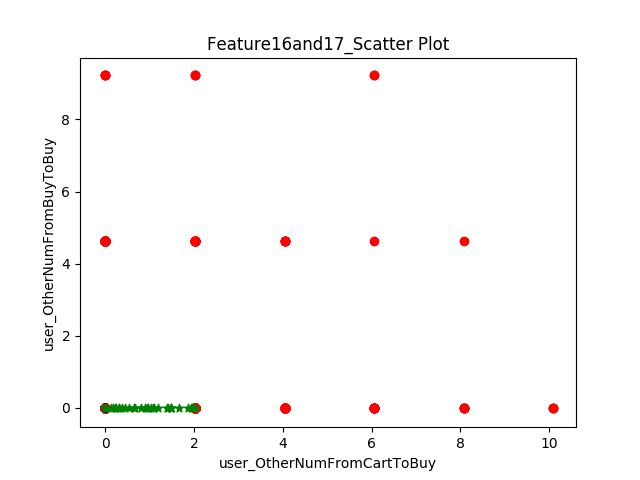 Feature16and17_Scatter Plot
user_OtherNumFromBuyToBuy
8
6
4
2
0
0 2 4 6 8 10
user_OtherNumFromCartToBuy